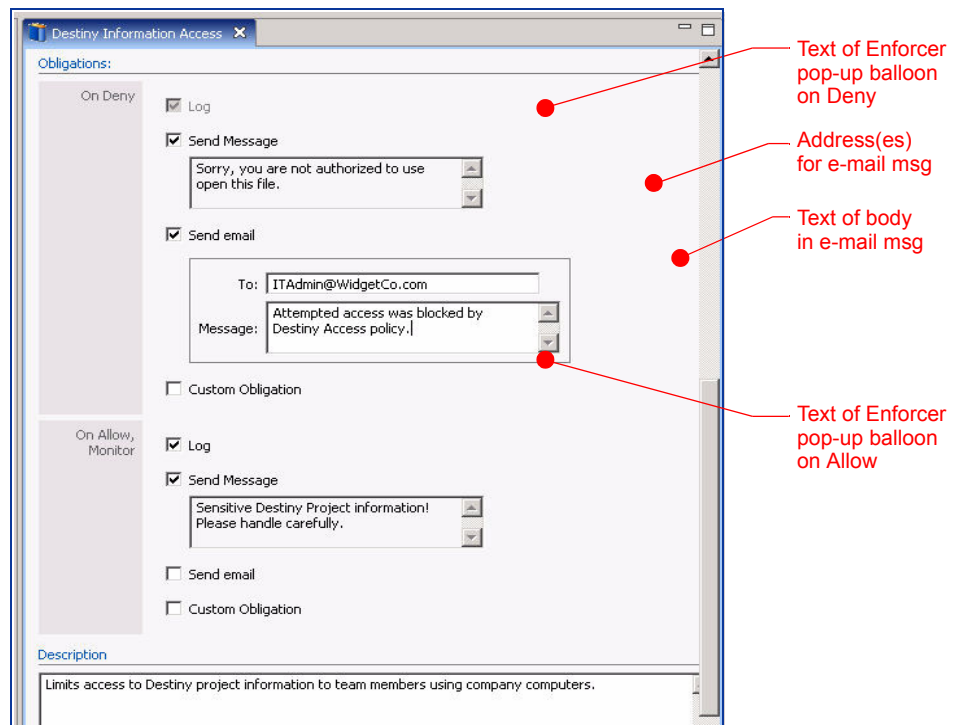 Destiny Information Access
Obligations:
On Deny
Log
Send Message
Sorry, you are not authorized to use
open this file.
Send email
To: ITAdmin@WidgetCo.com
Message: Attempted access was blocked by
Destiny Access policy.
Custom Obligation
On Allow,
Monitor
Log
Send Message
Sensitive Destiny Project information!
Please handle carefully.
Send email
Custom Obligation
Description
Limits access to Destiny project information to team members using company computers.
Text of Enforcer
pop-up balloon
on Deny
Address(es)
for e-mail msg
Text of body
in e-mail msg
Text of Enforcer
pop-up balloon
on Allow